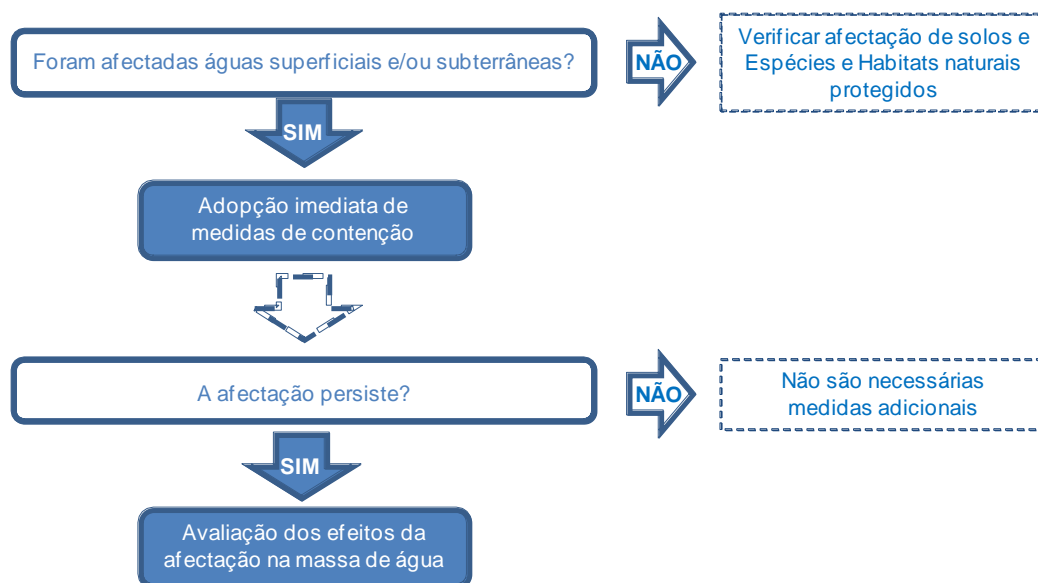 Foram afectadas águas superficiais e/ou subterrâneas?
NÃO
Verificar afectação de solos e
Espécies e Habitats naturais
protegidos
SIM
Adopção imediata de
medidas de contenção
A afectação persiste?
NÃO
Não são necessárias
medidas adicionais
SIM
Avaliação dos efeitos da
afectação na massa de água